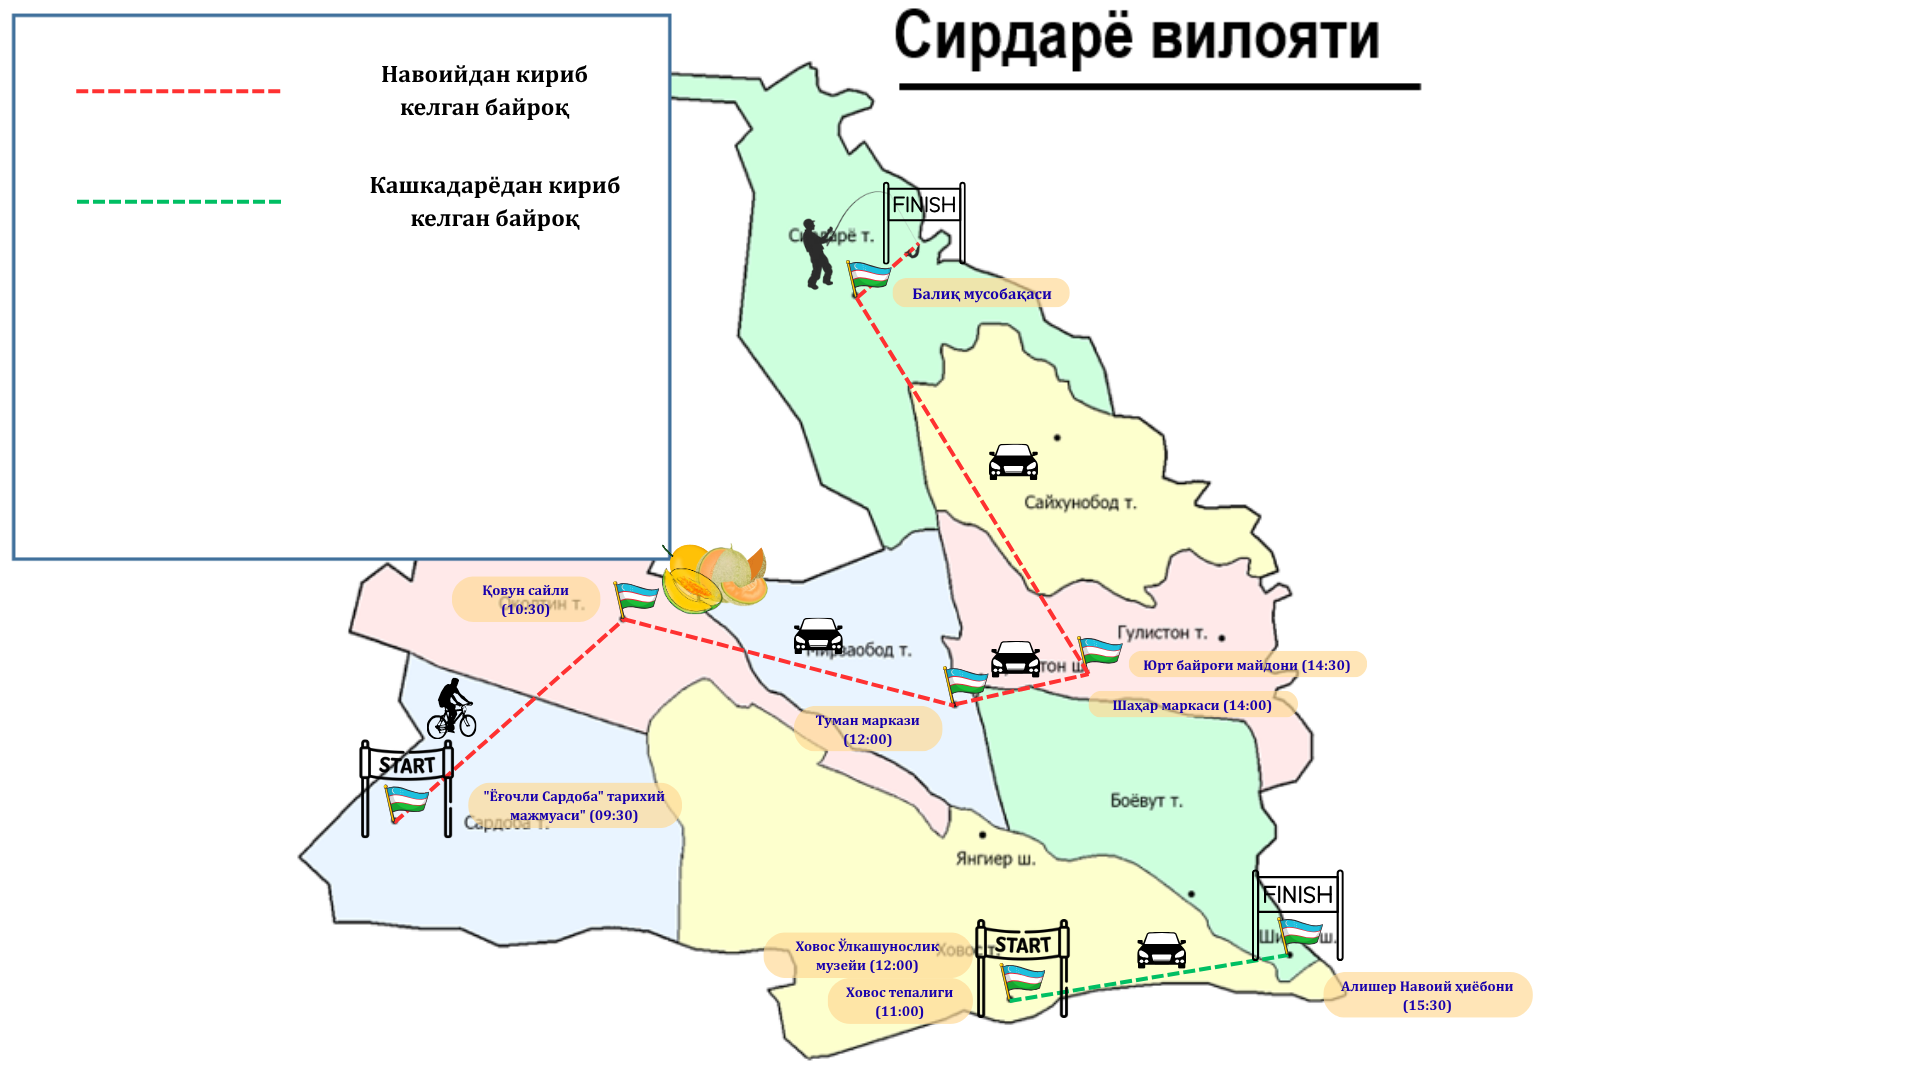 Сирдарё вилояти
Навоийдан кириб
келган байроқ
Кашкадарёдан кириб
келган байроқ
FINISH
Сирдарё т.
Балиқ мусобақаси
Сайхунобод т.
Қовун сайли
(10:30)
Оқолтин т.
Мирзаобод т.
Гулистон т.
Юрт байроғи майдони (14:30)
Шаҳар маркаси (14:00)
Туман маркази
(12:00)
START
"Ёғочли Сардоба" тарихий
мажмуаси" (09:30)
Сардоба т.
Боёвут т.
Янгиер ш.
FINISH
START
Ховос Ўлкашунослик
музейи (12:00)
Ховос т.
Ховос тепалиги
(11:00)
Алишер Навоий ҳиёбони
(15:30)